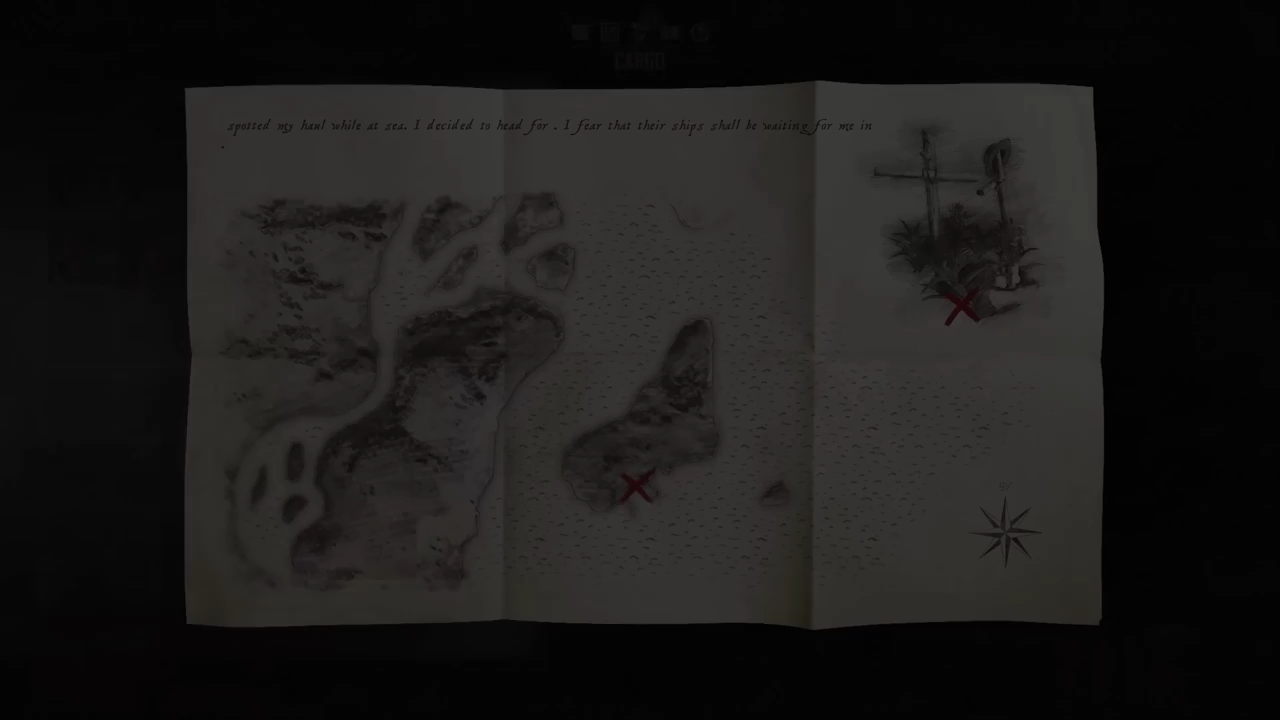 CARGO
spotted my haul while at sea. I decided to head for . I fear that their ships shall be waiting for me in
.